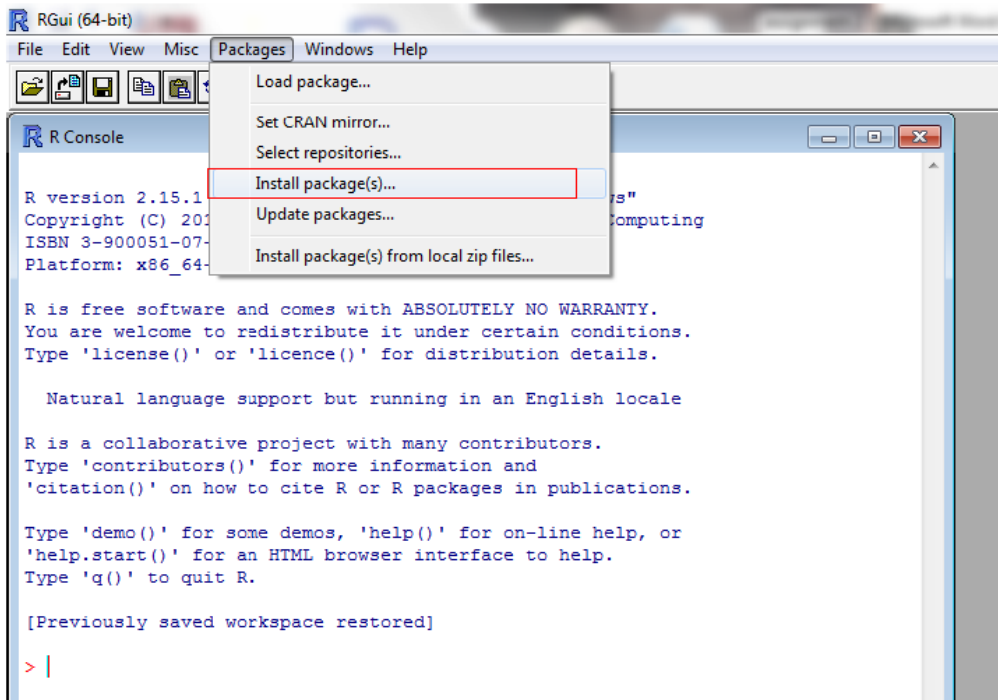 RGui (64-bit)
File Edit View Misc Packages Windows Help
Load package...
Set CRAN mirror...
Select repositories...
Install package(s)...
Update packages...
Install package(s) from local zip files...
R Console
R version 2.15.1 s"
Copyright (C) 201 Computing
ISBN 3-900051-07-
Platform: x86_64-
R is free software and comes with ABSOLUTELY NO WARRANTY.
You are welcome to redistribute it under certain conditions.
Type 'license()' or 'licence()' for distribution details.
Natural language support but running in an English locale
R is a collaborative project with many contributors.
Type 'contributors()' for more information and
'citation()' on how to cite R or R packages in publications.
Type 'demo()' for some demos, 'help()' for on-line help, or
'help.start()' for an HTML browser interface to help.
Type 'q()' to quit R.
[Previously saved workspace restored]
>